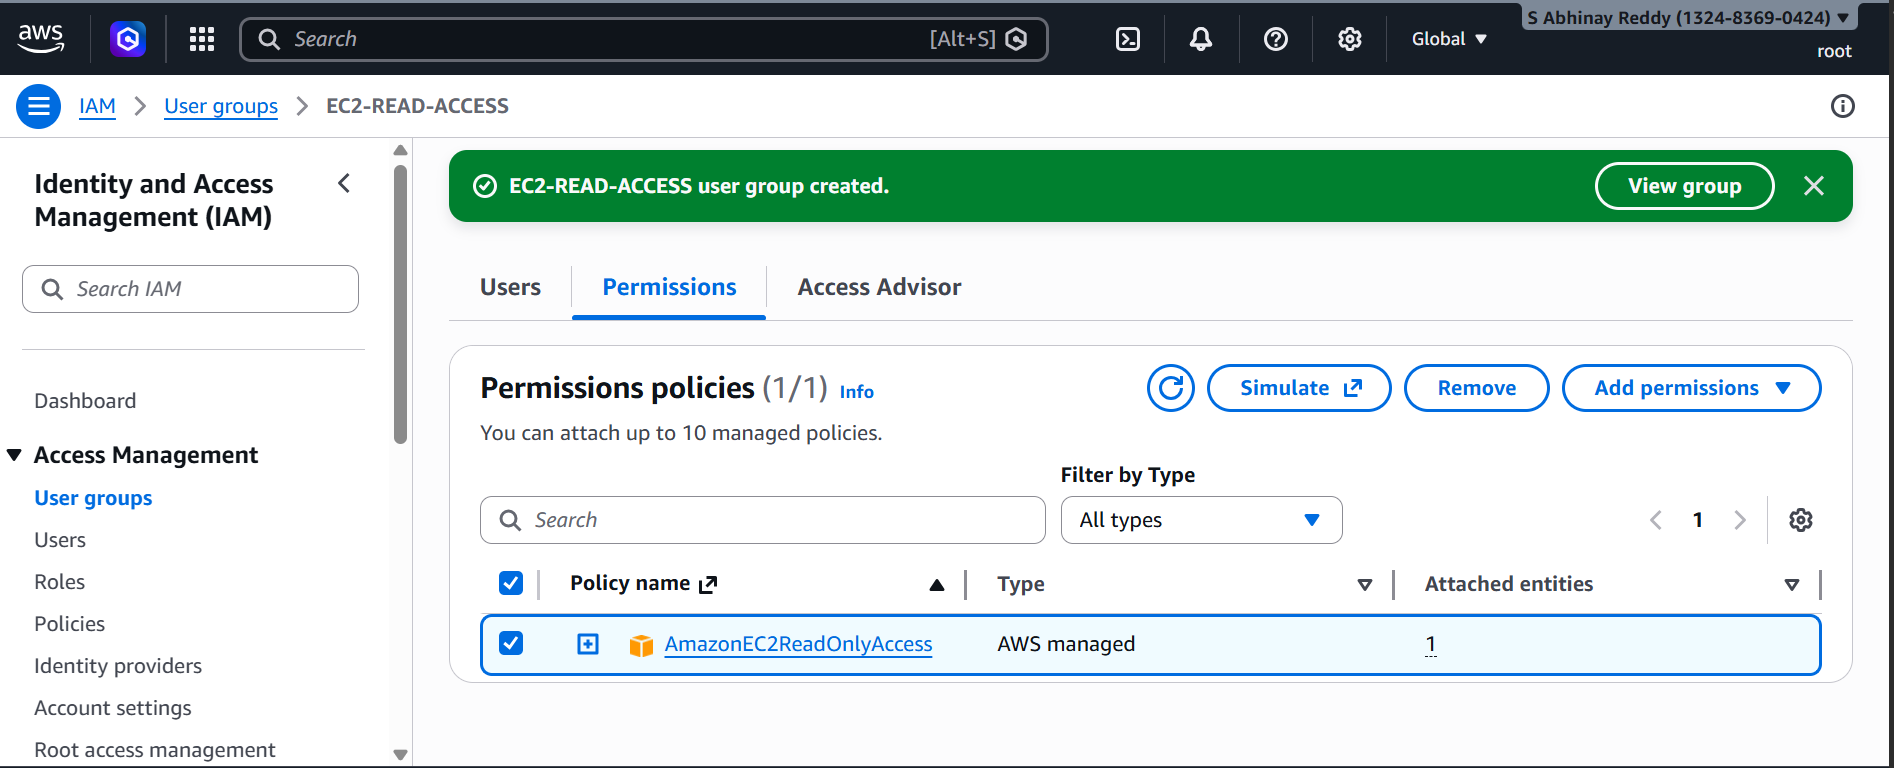 aws
Search [Alt+S]
Global
S Abhinay Reddy (1324-8369-0424)
root
IAM User groups EC2-READ-ACCESS
Identity and Access
Management (IAM)
Search IAM
Dashboard
Access Management
User groups
Users
Roles
Policies
Identity providers
Account settings
Root access management
EC2-READ-ACCESS user group created.
View group
Users Permissions Access Advisor
Permissions policies (1/1) Info
Simulate Remove Add permissions
You can attach up to 10 managed policies.
Filter by Type
Search All types 1
Policy name Type Attached entities
AmazonEC2ReadOnlyAccess AWS managed 1